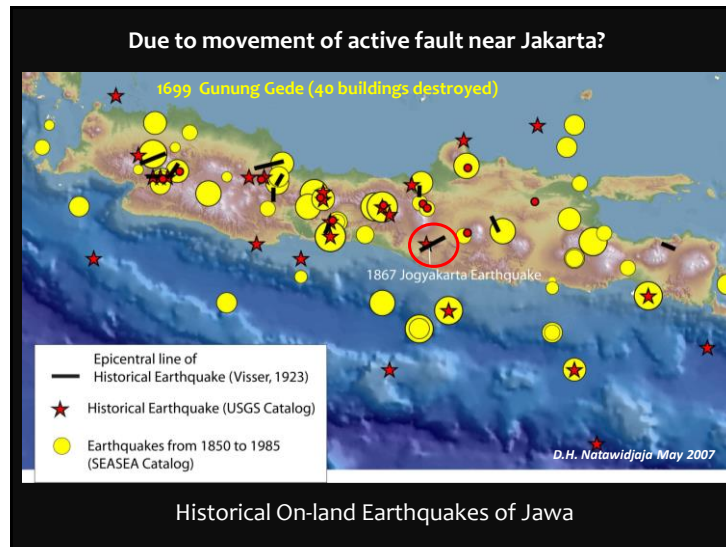 Due to movement of active fault near Jakarta?
1699 Gunung Gede (40 buildings destroyed)
1867 Jogyakarta Earthquake
Epicentral line of
Historical Earthquake (Visser, 1923)
Historical Earthquake (USGS Catalog)
Earthquakes from 1850 to 1985
(SEASEA Catalog)
D.H. Natawidjaja May 2007
Historical On-land Earthquakes of Jawa